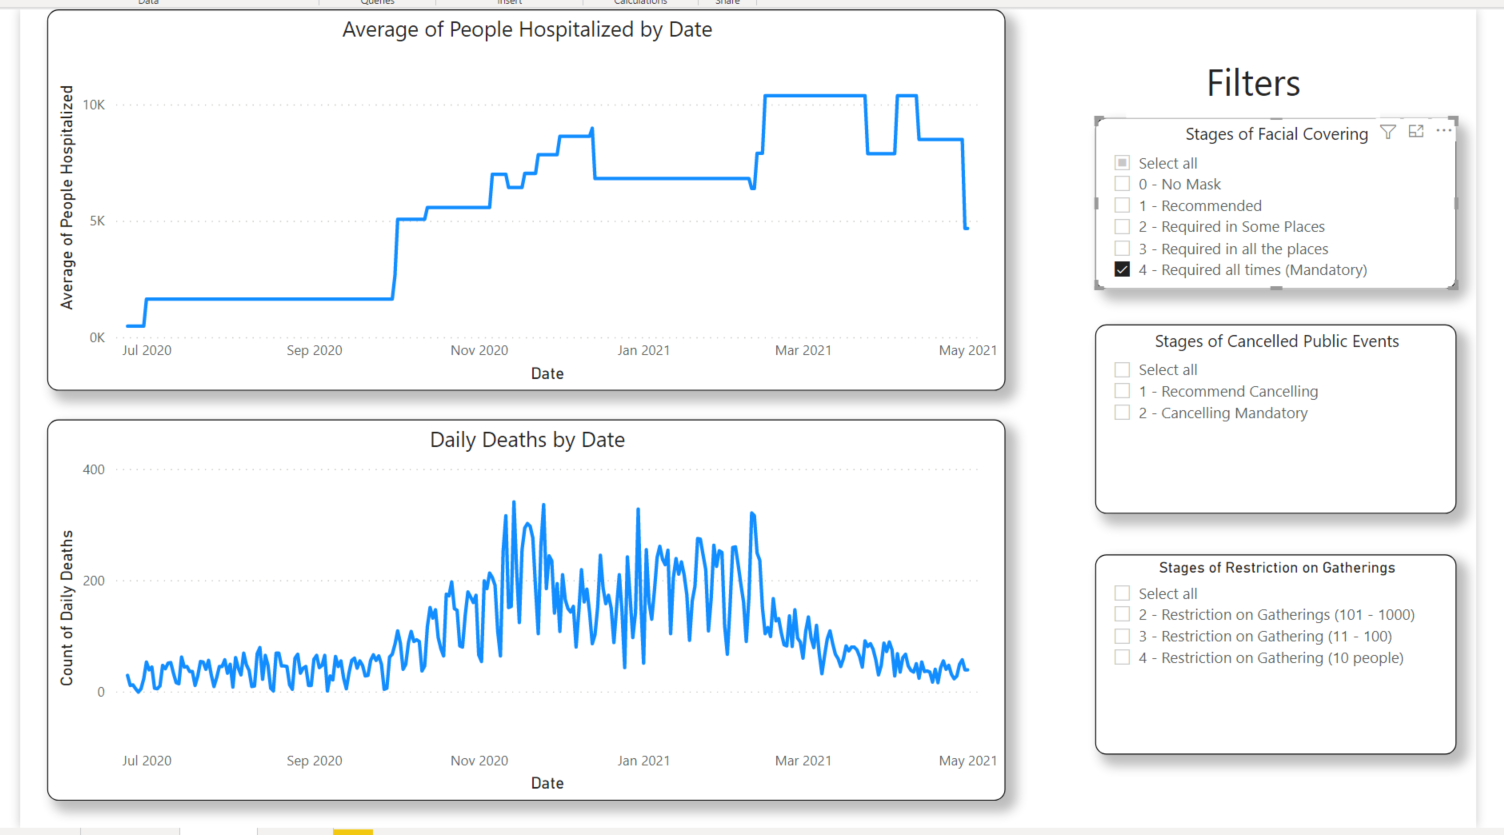 Data Queries Insert Calculations Share
Average of People Hospitalized by Date
Average of People Hospitalized
10K
5K
0K
Jul 2020 Sep 2020 Nov 2020 Jan 2021 Mar 2021 May 2021
Date
Daily Deaths by Date
Count of Daily Deaths
400
200
0
Jul 2020 Sep 2020 Nov 2020 Jan 2021 Mar 2021 May 2021
Date
Filters
Stages of Facial Covering
Select all
0 - No Mask
1 - Recommended
2 - Required in Some Places
3 - Required in all the places
4 - Required all times (Mandatory)
Stages of Cancelled Public Events
Select all
1 - Recommend Cancelling
2 - Cancelling Mandatory
Stages of Restriction on Gatherings
Select all
2 - Restriction on Gatherings (101 - 1000)
3 - Restriction on Gathering (11 - 100)
4 - Restriction on Gathering (10 people)